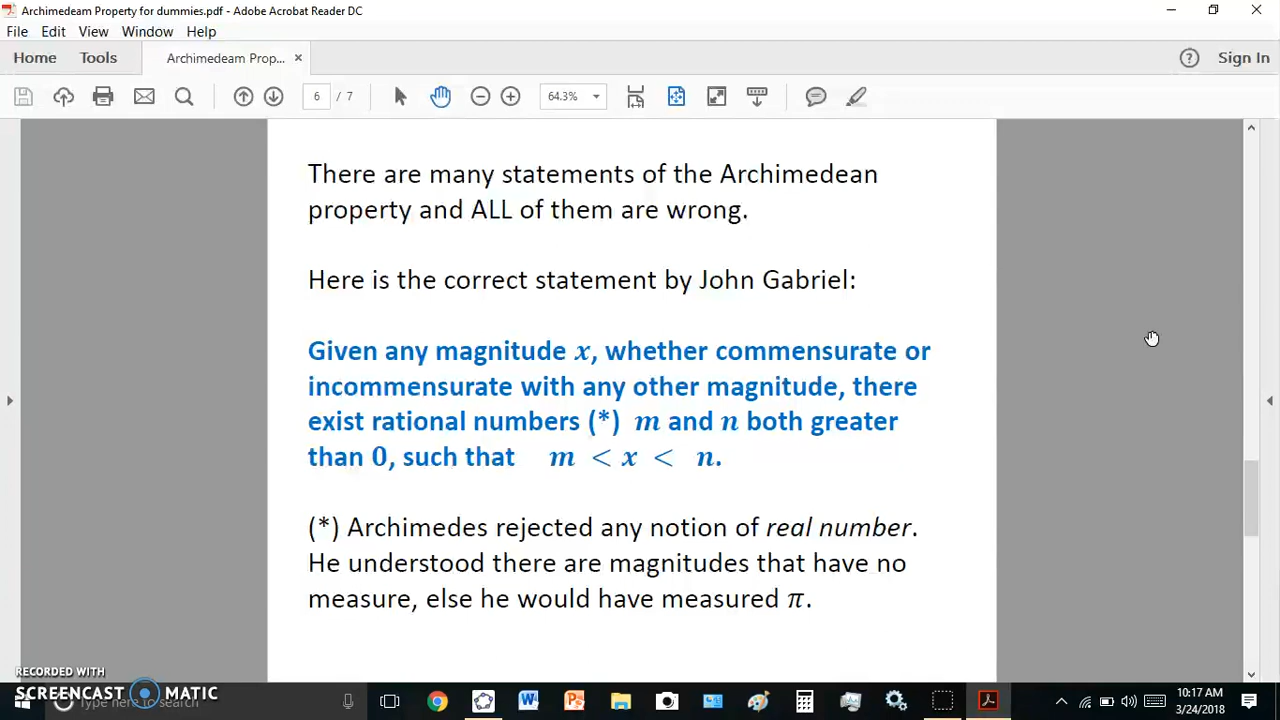 Archimedeam Property for dummies.pdf - Adobe Acrobat Reader DC
File Edit View Window Help
Home Tools Archimedeam Prop... × Sign In
6 / 7 64.3%
There are many statements of the Archimedean
property and ALL of them are wrong.
Here is the correct statement by John Gabriel:
Given any magnitude x, whether commensurate or
incommensurate with any other magnitude, there
exist rational numbers (*) m and n both greater
than 0, such that m < x < n.
(*) Archimedes rejected any notion of real number.
He understood there are magnitudes that have no
measure, else he would have measured π.
RECORDED WITH
SCREENCAST MATIC
Type here to search
10:17 AM
3/24/2018